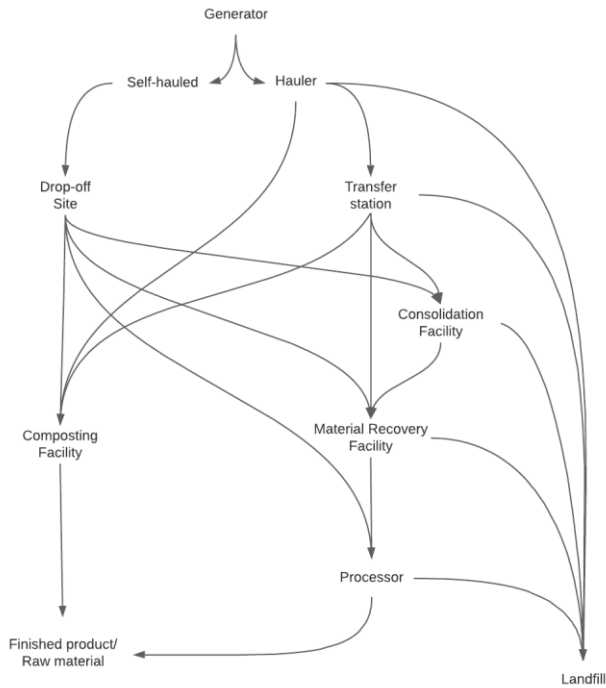 Generator
Self-hauled
Hauler
Drop-off
Site
Transfer
station
Consolidation
Facility
Composting
Facility
Material Recovery
Facility
Processor
Finished product/
Raw material
Landfill